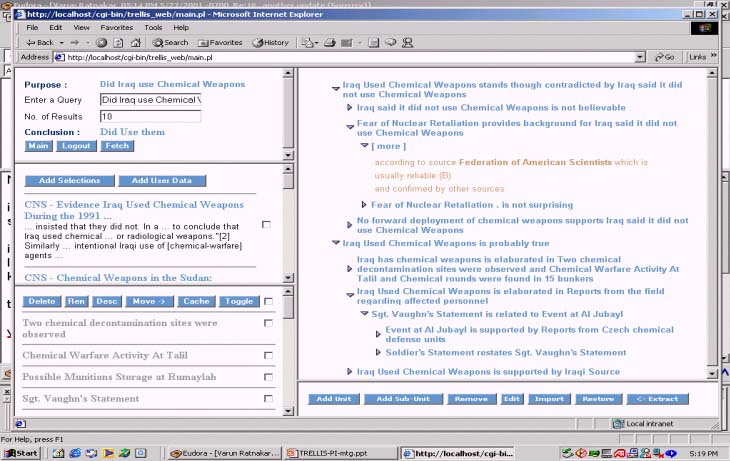 Eudora - [Varun Ratnakar, 05:14 PM 5/27/2001 -0700, Re: U, another update (Sorrrrry)]
http://localhost/cgi-bin/trellis_web/main.pl - Microsoft Internet Explorer
File Edit View Favorites Tools Help
Back Search Favorites History
Address http://localhost/cgi-bin/trellis_web/main.pl Go Links »
Purpose : Did Iraq use Chemical Weapons
Enter a Query Did Iraq use Chemical
No. of Results 10
Conclusion : Did Use them
Main Logout Fetch
Add Selections Add User Data
CNS - Evidence Iraq Used Chemical Weapons
During the 1991 ...
... insisted that they did not. In a ... to conclude that
Iraq used chemical ... or radiological weapons."[2]
Similarly ... intentional Iraqi use of [chemical-warfare]
agents ...
CNS - Chemical Weapons in the Sudan:
Delete Ren Desc Move -> Cache Toggle
Two chemical decontamination sites were
observed
Chemical Warfare Activity At Talil
Possible Munitions Storage at Rumaylah
Sgt. Vaughn's Statement
Iraq Used Chemical Weapons stands though contradicted by Iraq said it did
not use Chemical Weapons
Iraq said it did not use Chemical Weapons is not believable
Fear of Nuclear Retaliation provides background for Iraq said it did not
use Chemical Weapons
[ more ]
according to source Federation of American Scientists which is
usually reliable (B)
and confirmed by other sources
Fear of Nuclear Retaliation . is not surprising
No forward deployment of chemical weapons supports Iraq said it did not
use Chemical Weapons
Iraq Used Chemical Weapons is probably true
Iraq has chemical weapons is elaborated in Two chemical
decontamination sites were observed and Chemical Warfare Activity At
Talil and Chemical rounds were found in 15 bunkers
Iraq Used Chemical Weapons is elaborated in Reports from the field
regarding affected personnel
Sgt. Vaughn's Statement is related to Event at Al Jubayl
Event at Al Jubayl is supported by Reports from Czech chemical
defense units
Soldier's Statement restates Sgt. Vaughn's Statement
Iraq Used Chemical Weapons is supported by Iraqi Source
Add Unit Add Sub-Unit Remove Edit Import Restore <- Extract
Local intranet
For Help, press F1
Start Eudora - [Varun Ratnakar... TRELLIS-PI-mtg.ppt http://localhost/cgi-bi... 5:19 PM